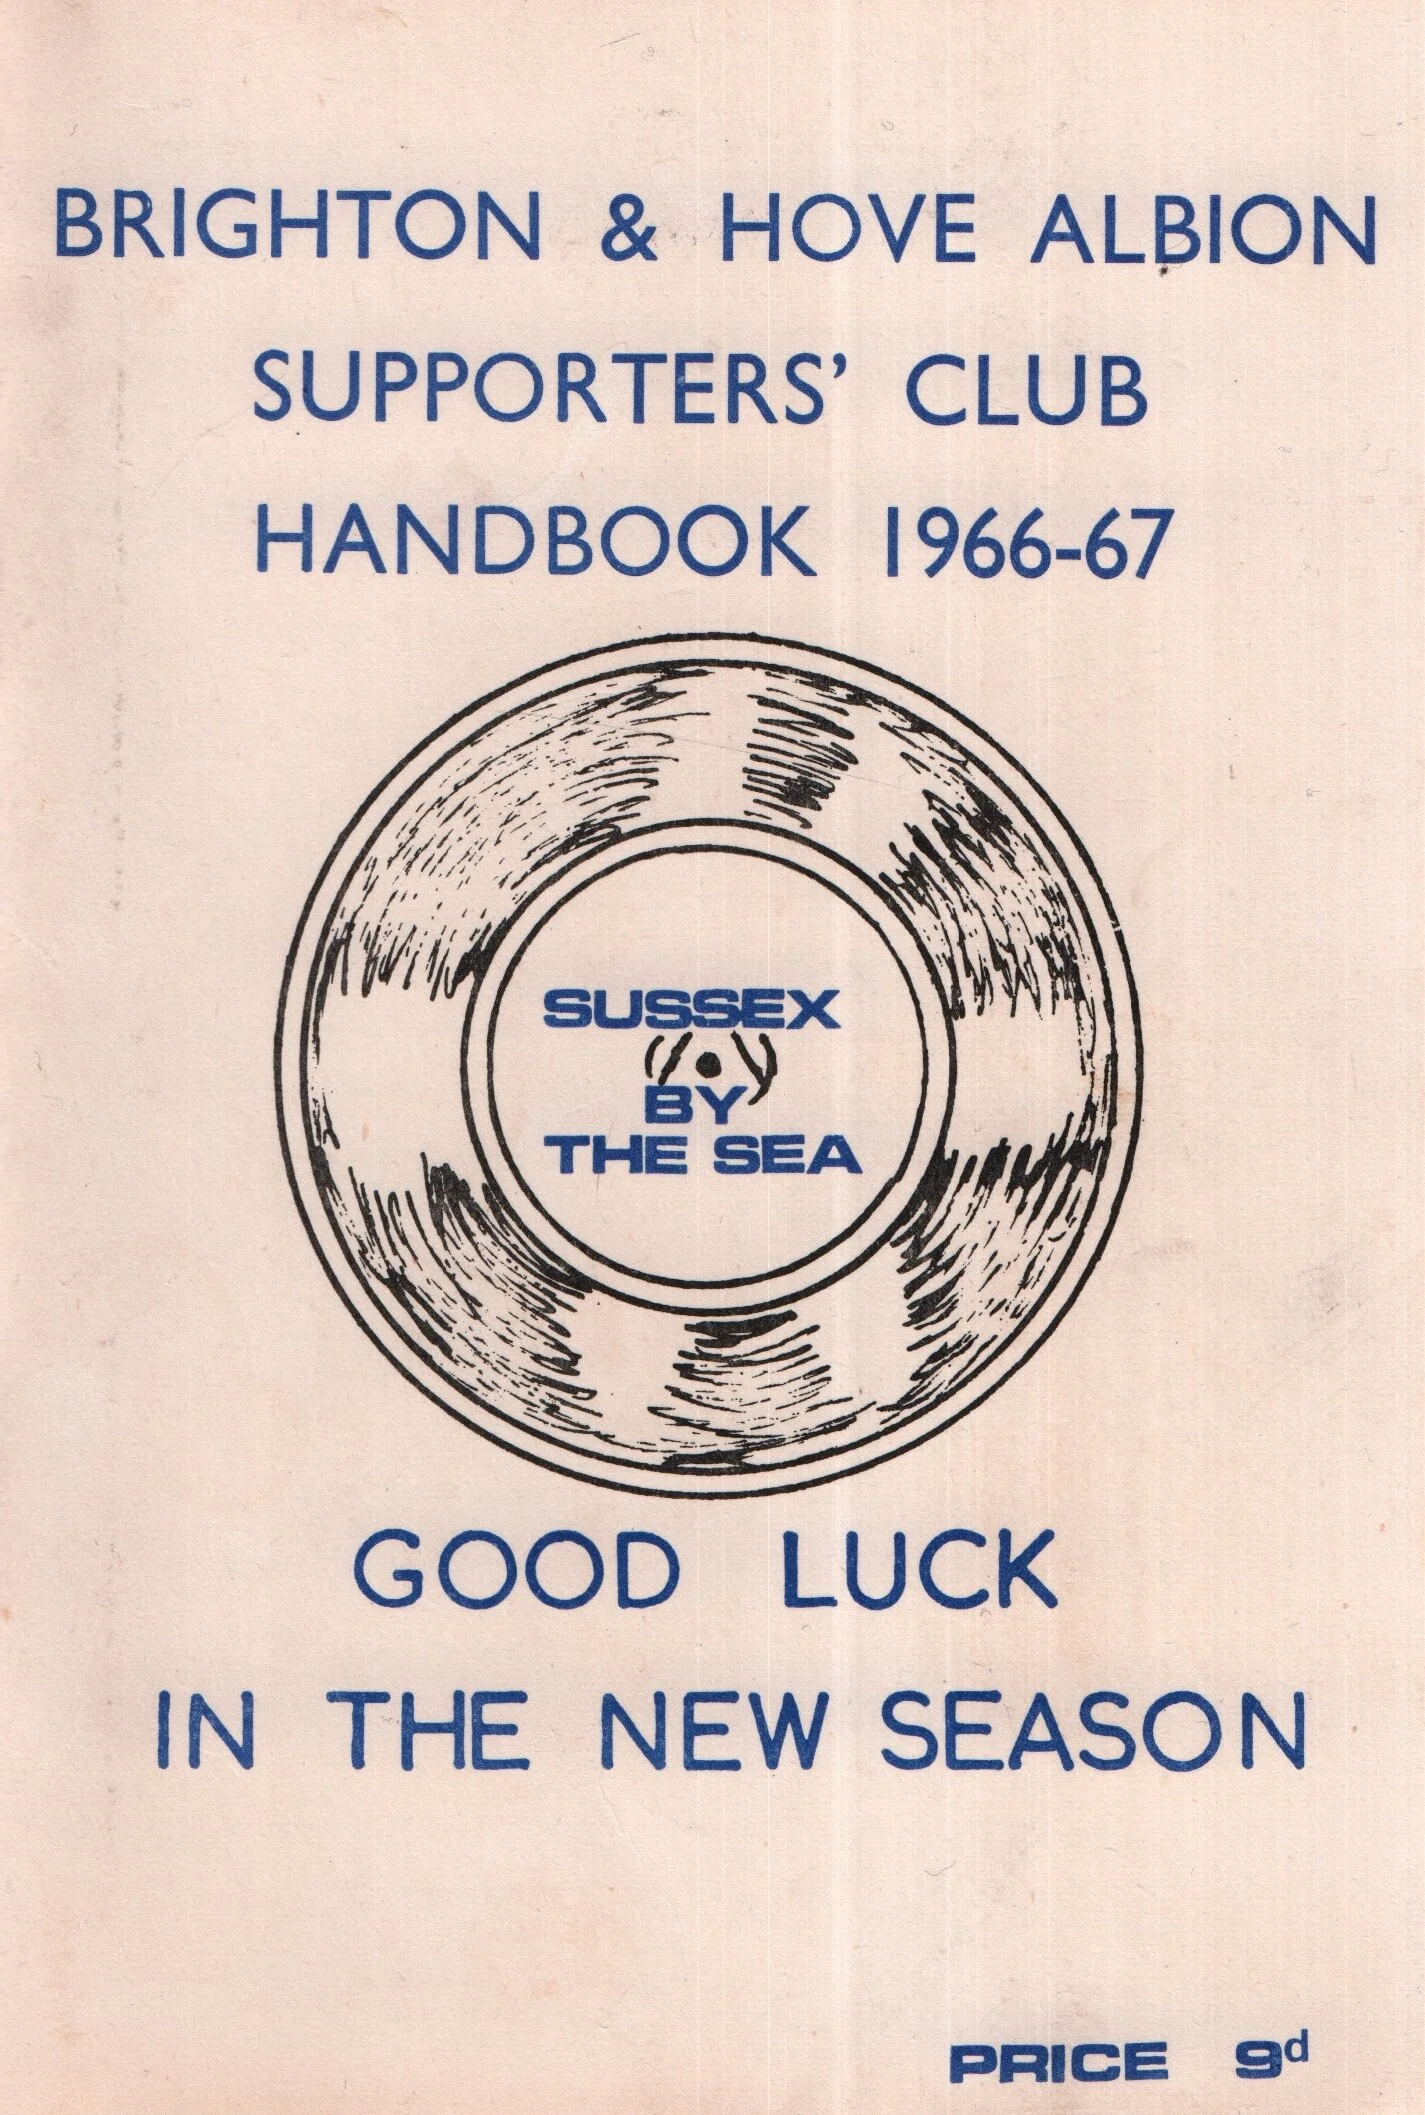 BRIGHTON & HOVE ALBION
SUPPORTERS' CLUB
HANDBOOK 1966-67
SUSSEX
BY
THE SEA
GOOD LUCK
IN THE NEW SEASON
PRICE 9d